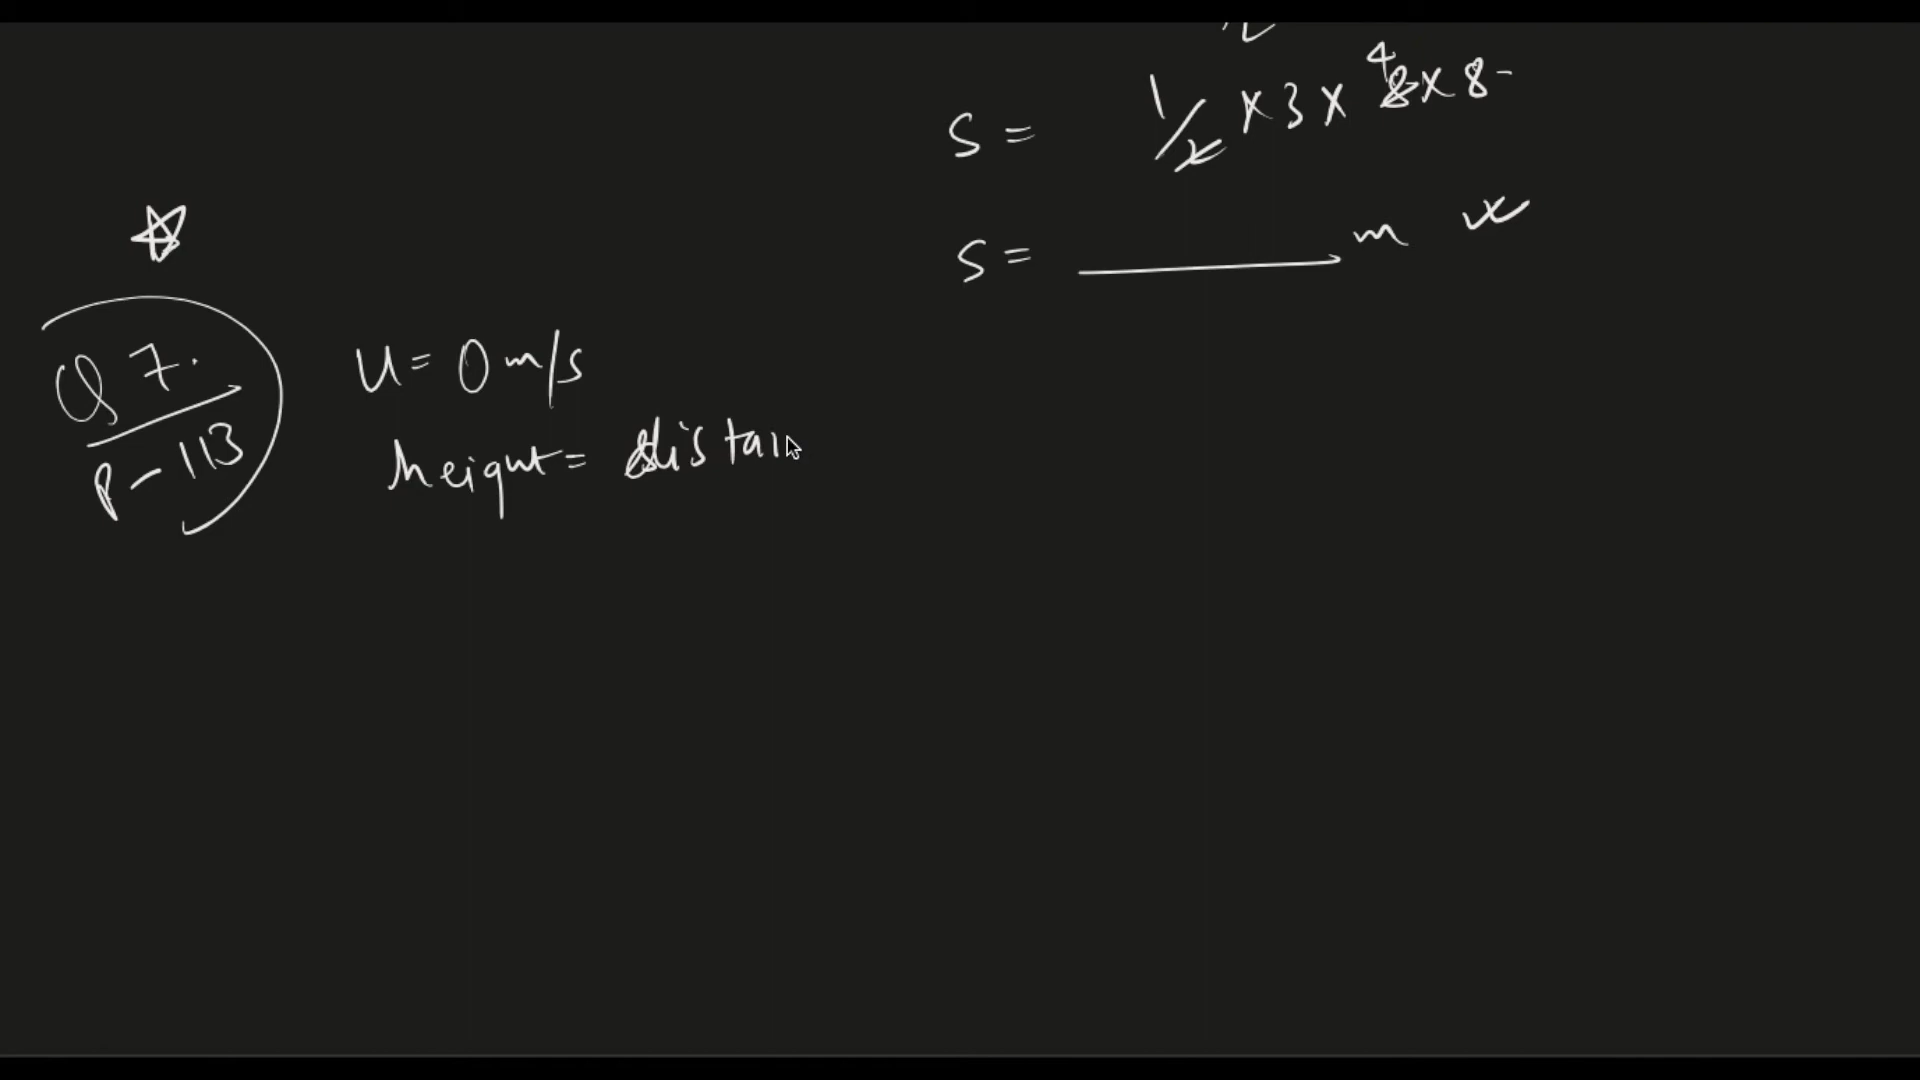 S = 1/2 x 3 x 8 x 8
4
S = ______ m
Q 7.
P - 113
U = 0 m/s
height = distan